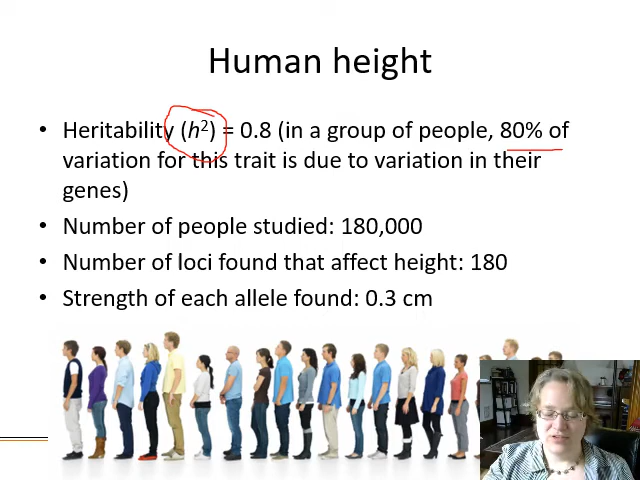 Human height
• Heritability (h²) = 0.8 (in a group of people, 80% of
variation for this trait is due to variation in their
genes)
• Number of people studied: 180,000
• Number of loci found that affect height: 180
• Strength of each allele found: 0.3 cm